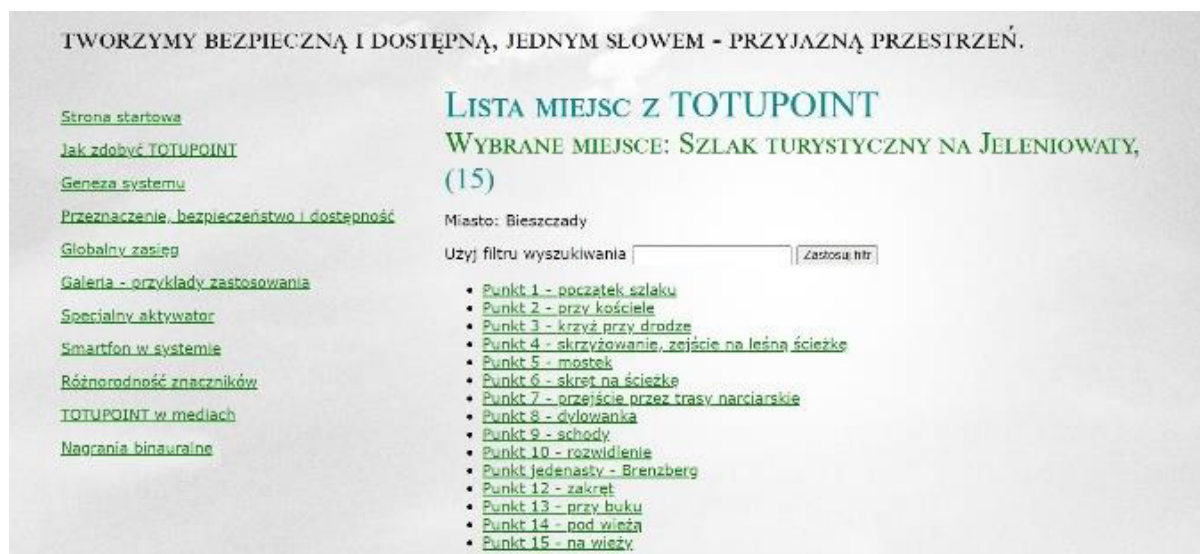 TWORZYMY BEZPIECZNĄ I DOSTĘPNĄ, JEDNYM SŁOWEM - PRZYJAZNĄ PRZESTRZEŃ.
Strona startowa
Jak zdobyć TOTUPOINT
Geneza systemu
Przeznaczenie, bezpieczeństwo i dostępność
Globalny zasięg
Galeria - przykłady zastosowania
Specjalny aktywator
Smartfon w systemie
Różnorodność znaczników
TOTUPOINT w mediach
Nagrania binauralne
LISTA MIEJSC Z TOTUPOINT
WYBRANE MIEJSCE: SZLAK TURYSTYCZNY NA JELENIOWATY,
(15)
Miasto: Bieszczady
Użyj filtru wyszukiwania Zastosuj filtr
Punkt 1 - początek szlaku
Punkt 2 - przy kościele
Punkt 3 - krzyż przy drodze
Punkt 4 - skrzyżowanie, zejście na leśną ścieżkę
Punkt 5 - mostek
Punkt 6 - skręt na ścieżkę
Punkt 7 - przejście przez trasy narciarskie
Punkt 8 - dylowanka
Punkt 9 - schody
Punkt 10 - rozwidlenie
Punkt jedenasty - Brenzberg
Punkt 12 - zakręt
Punkt 13 - przy buku
Punkt 14 - pod wieżą
Punkt 15 - na wieży